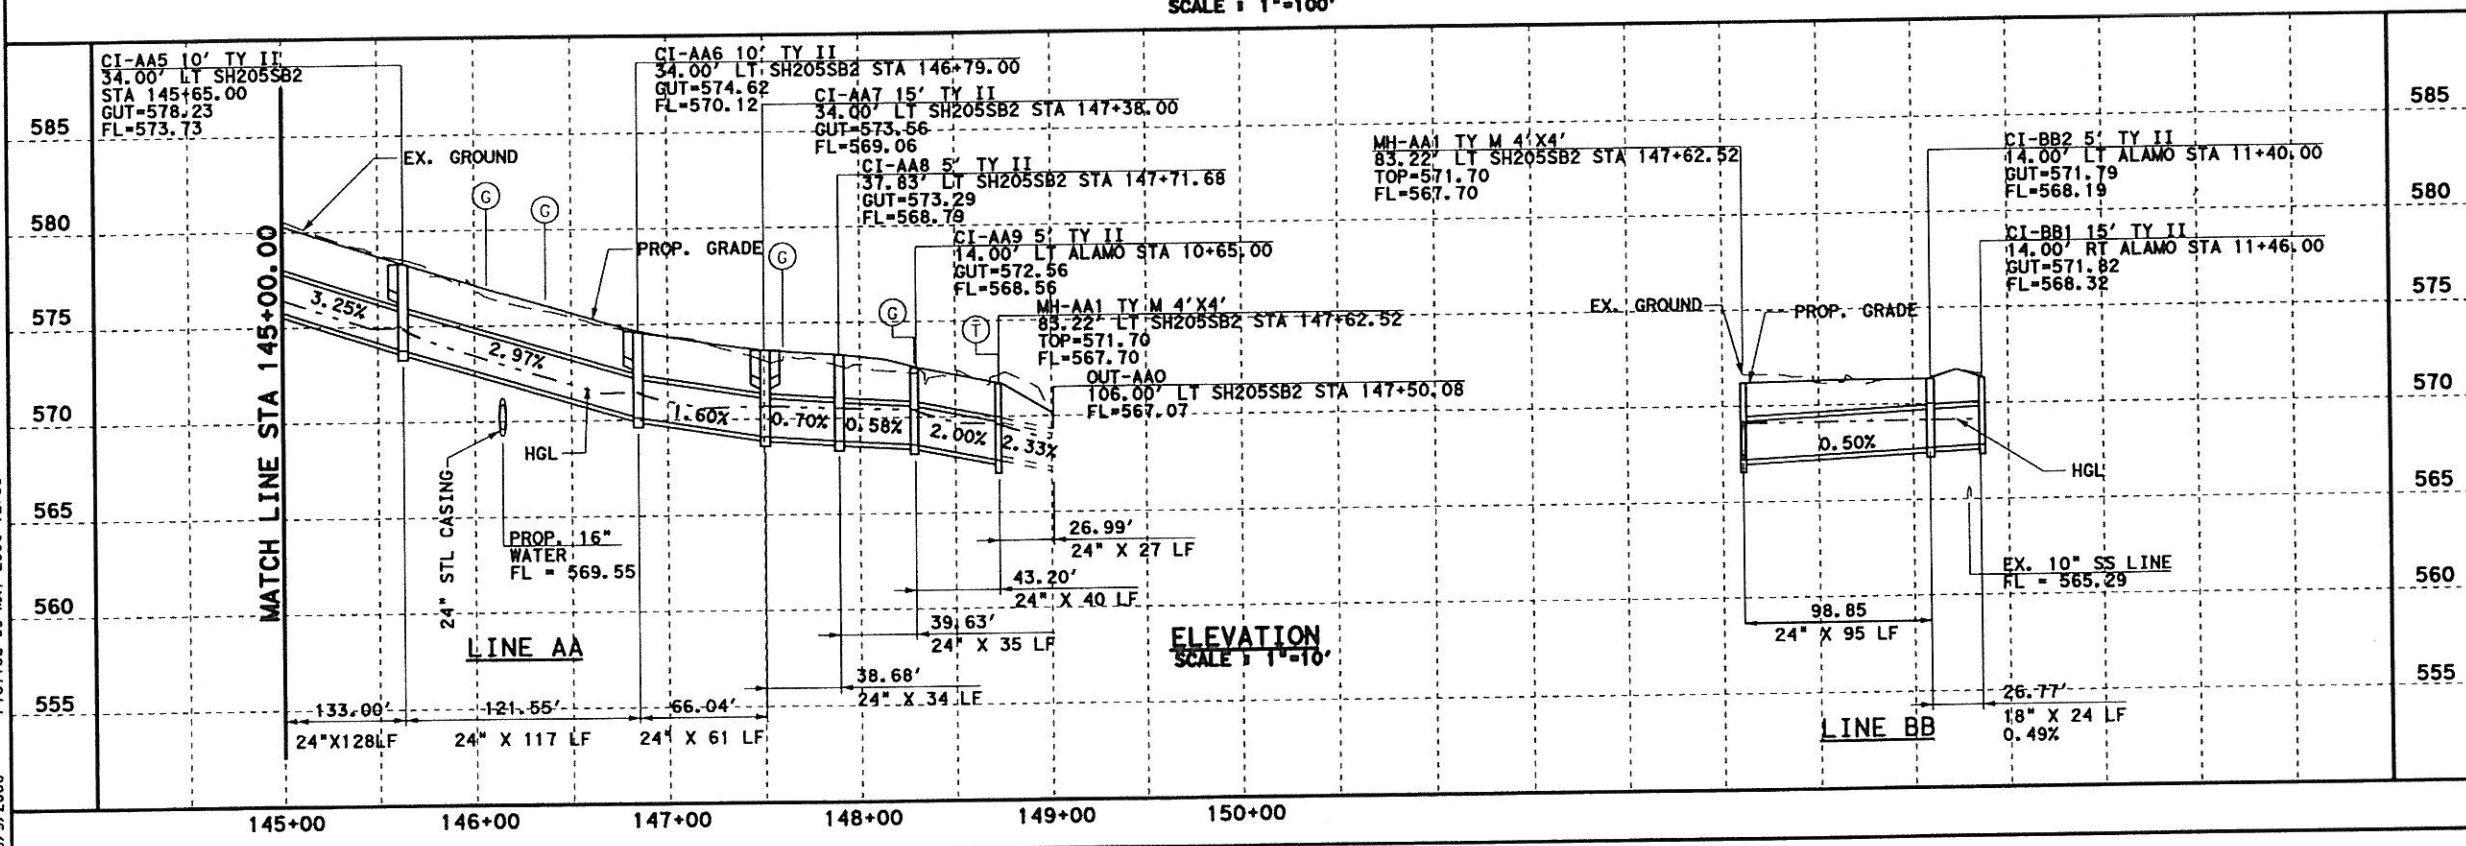 SCALE : 1"=100'
CI-AA5 10' TY II
34.00' LT SH205SB2
STA 145+65.00
GUT=578.23
FL=573.73
CI-AA6 10' TY II
34.00' LT SH205SB2 STA 146+79.00
GUT=574.62
FL=570.12
CI-AA7 15' TY II
34.00' LT SH205SB2 STA 147+38.00
GUT=573.56
FL=569.06
CI-AA8 5' TY II
37.83' LT SH205SB2 STA 147+71.68
GUT=573.29
FL=568.79
CI-AA9 5' TY II
14.00' LT ALAMO STA 10+65.00
GUT=572.56
FL=568.56
MH-AA1 TY M 4'X4'
83.22' LT SH205SB2 STA 147+62.52
TOP=571.70
FL=567.70
OUT-AA0
106.00' LT SH205SB2 STA 147+50.08
FL=567.07
MH-AA1 TY M 4'X4'
83.22' LT SH205SB2 STA 147+62.52
TOP=571.70
FL=567.70
CI-BB2 5' TY II
14.00' LT ALAMO STA 11+40.00
GUT=571.79
FL=568.19
CI-BB1 15' TY II
14.00' RT ALAMO STA 11+46.00
GUT=571.82
FL=568.32
585
580
575
570
565
560
555
585
580
575
570
565
560
555
MATCH LINE STA 145+00.00
EX. GROUND
G
G
PROP. GRADE
G
G
T
3.25%
2.97%
1.60%
0.70%
0.58%
2.00%
2.33%
HGL
24" STL CASING
PROP. 16"
WATER
FL = 569.55
LINE AA
133.00'
24"X128LF
121.55'
24" X 117 LF
66.04'
24" X 61 LF
38.68'
24" X 34 LF
39.63'
24" X 35 LF
43.20'
24" X 40 LF
26.99'
24" X 27 LF
ELEVATION
SCALE : 1"=10'
EX. GROUND
PROP. GRADE
0.50%
HGL
EX. 10" SS LINE
FL = 565.29
98.85
24" X 95 LF
26.77'
18" X 24 LF
0.49%
LINE BB
145+00
146+00
147+00
148+00
149+00
150+00